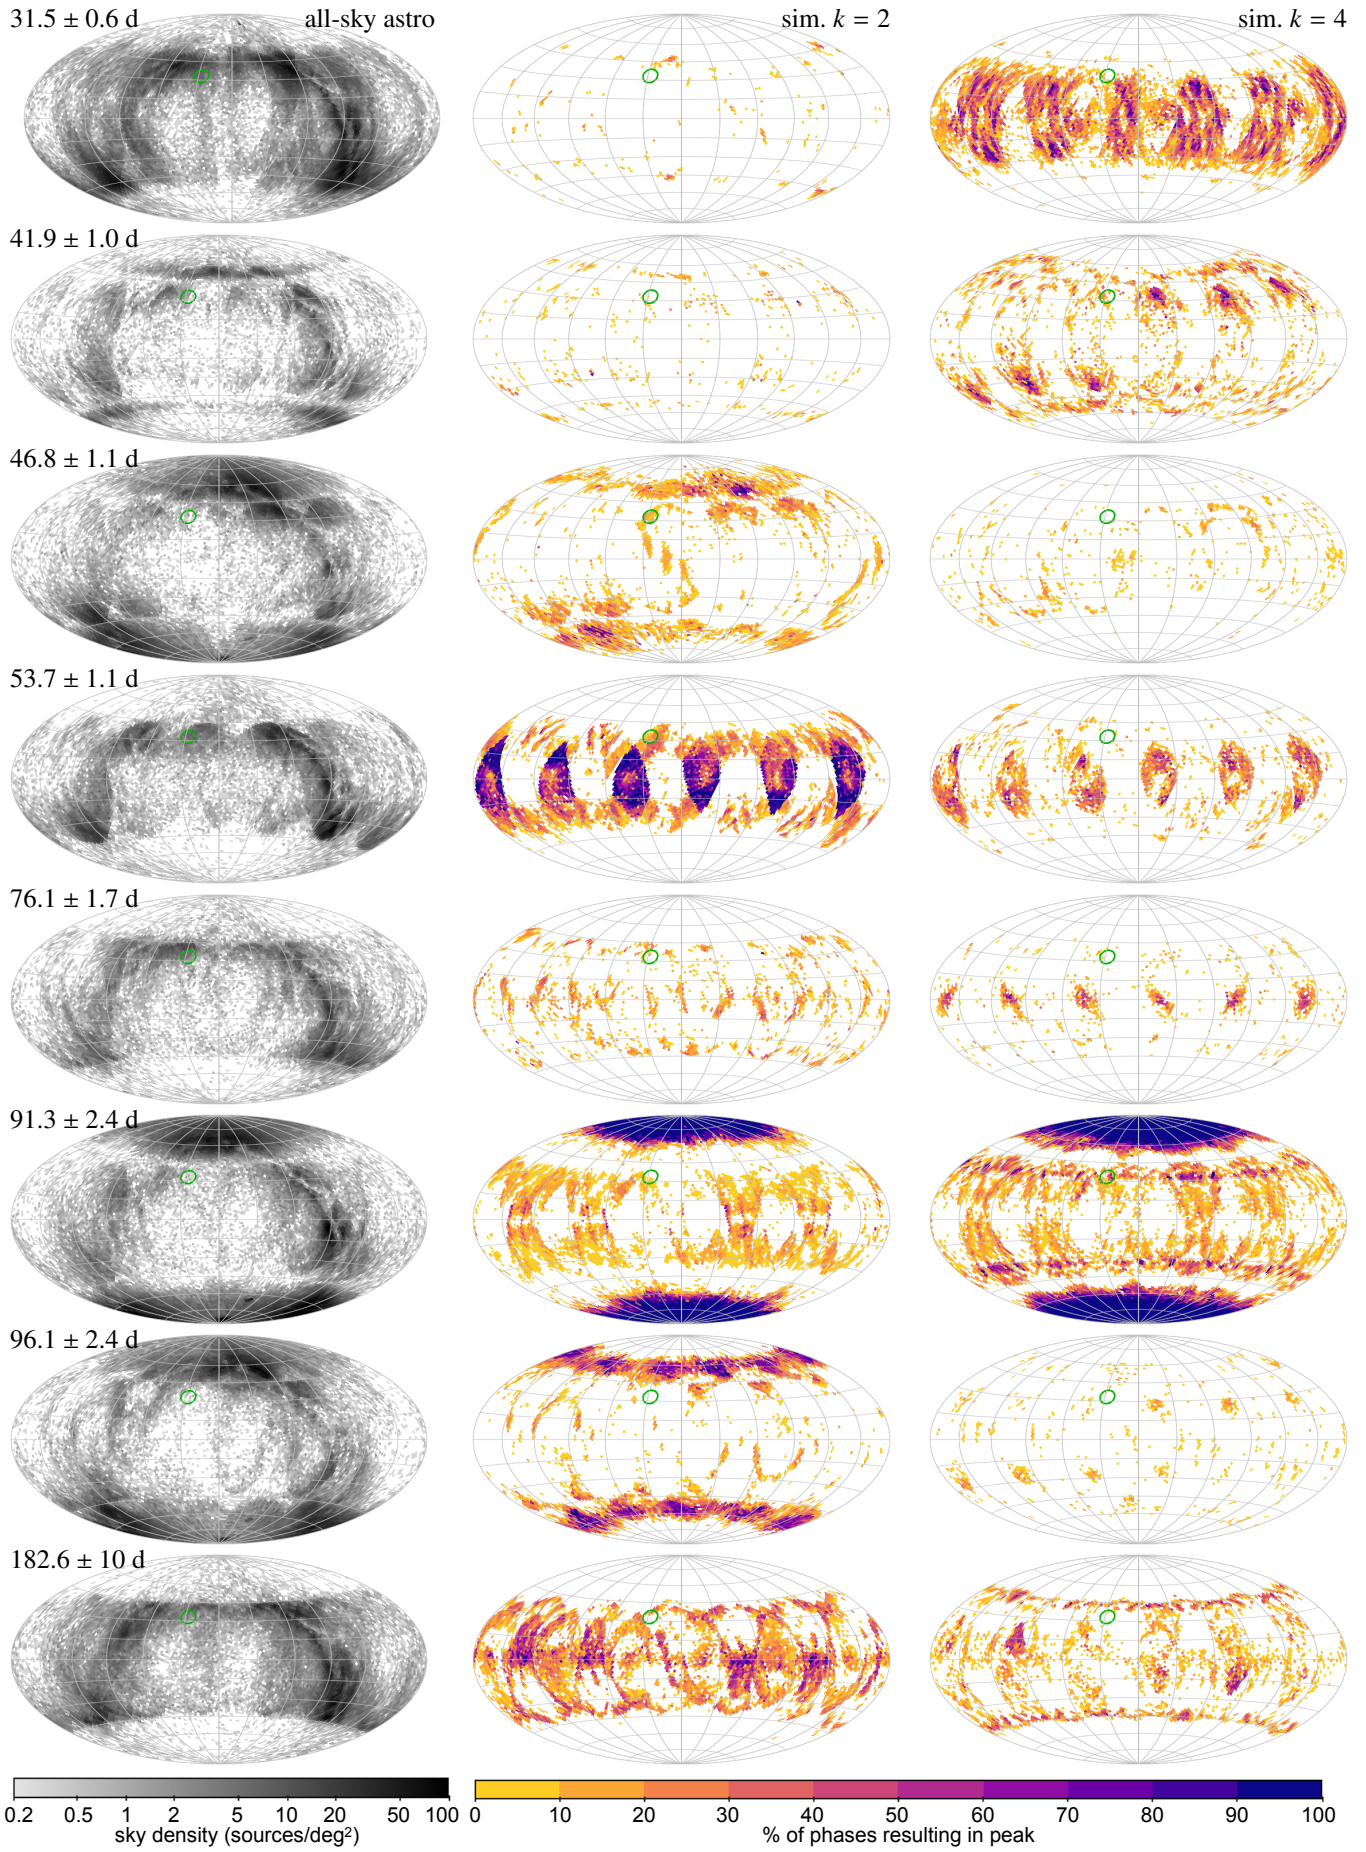 31.5 ± 0.6 d all-sky astro sim. k = 2 sim. k = 4
41.9 ± 1.0 d
46.8 ± 1.1 d
53.7 ± 1.1 d
76.1 ± 1.7 d
91.3 ± 2.4 d
96.1 ± 2.4 d
182.6 ± 10 d
0.2 0.5 1 2 5 10 20 50 100 0 10 20 30 40 50 60 70 80 90 100
sky density (sources/deg²) % of phases resulting in peak